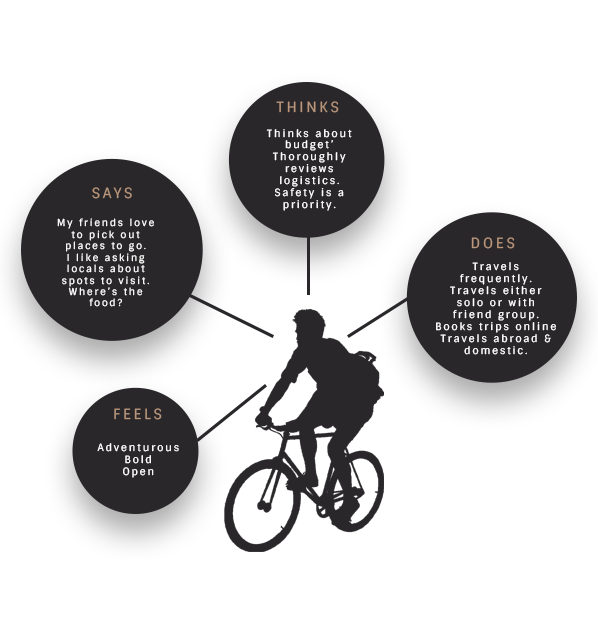 THINKS
Thinks about
budget’
Thoroughly
reviews
logistics.
Safety is a
priority.
SAYS
My friends love
to pick out
places to go.
I like asking
locals about
spots to visit.
Where's the
food?
DOES
Travels
frequently.
Travels either
solo or with
friend group.
Books trips online
Travels abroad &
domestic.
FEELS
Adventurous
Bold
Open